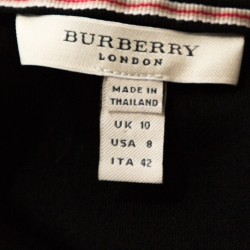 BURBERRY
LONDON
MADE IN
THAILAND
UK 10
USA 8
ITA 42